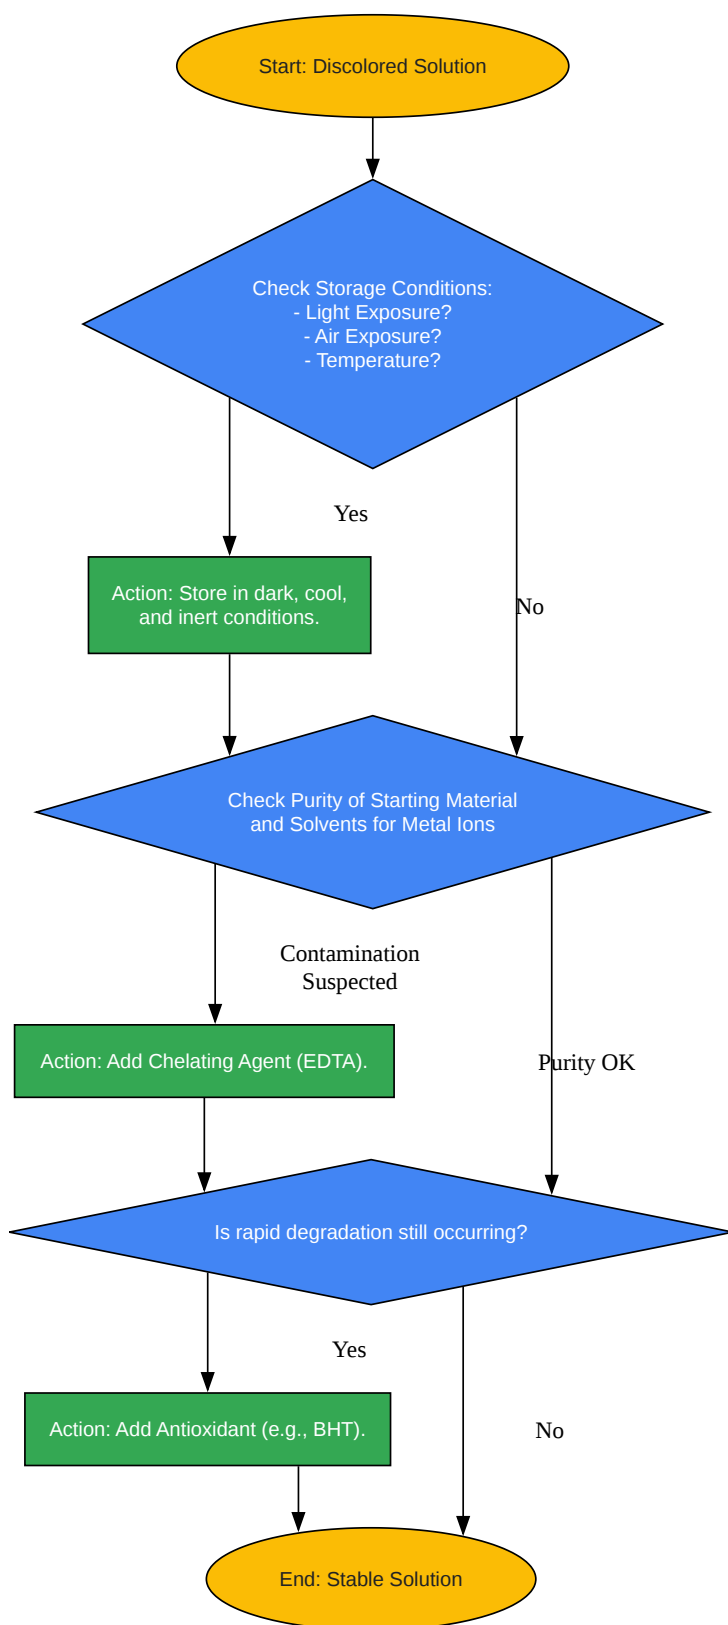 Start: Discolored Solution
Check Storage Conditions:
- Light Exposure?
- Air Exposure?
- Temperature?
Yes
Action: Store in dark, cool,
and inert conditions.
No
Check Purity of Starting Material
and Solvents for Metal Ions
Contamination
Suspected
Action: Add Chelating Agent (EDTA).
Purity OK
Is rapid degradation still occurring?
Yes
Action: Add Antioxidant (e.g., BHT).
No
End: Stable Solution